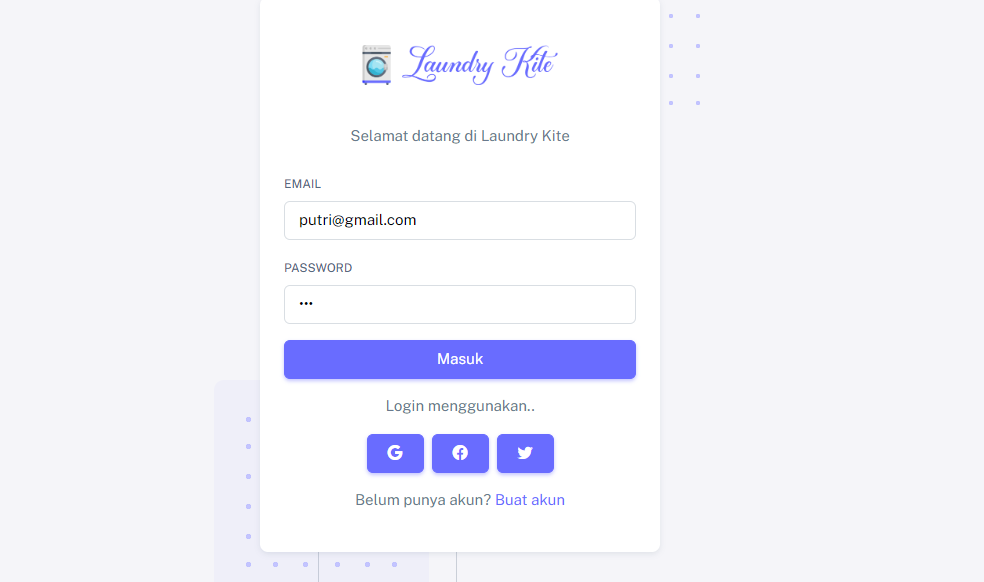 Laundry Kite
Selamat datang di Laundry Kite
EMAIL
putri@gmail.com
PASSWORD
•••
Masuk
Login menggunakan..
Belum punya akun? Buat akun